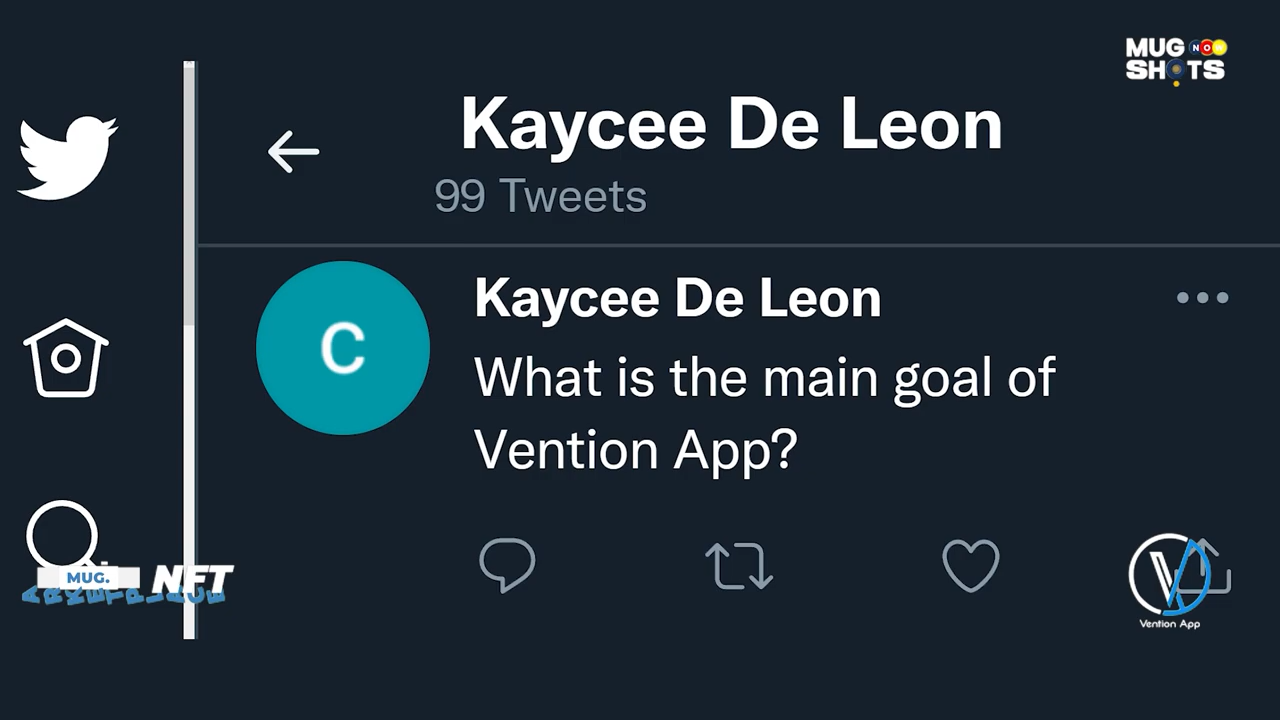 MUG NOW
SHOTS
Kaycee De Leon
99 Tweets
C
Kaycee De Leon
What is the main goal of
Vention App?
MUG.
NFT
Vention App